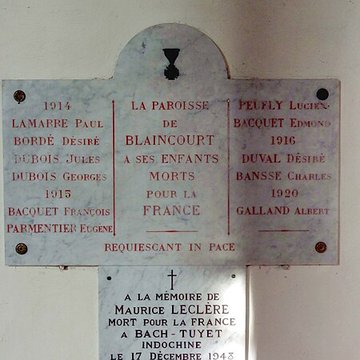 1914
LAMARRE PAUL
BORDÉ DÉSIRÉ
DUBOIS JULES
DUBOIS GEORGES
1915
BACQUET FRANÇOIS
PARMENTIER EUGÈNE
LA PAROISSE
DE
BLAINCOURT
A SES ENFANTS
MORTS
POUR LA
FRANCE
PEUFLY LUCIEN
BACQUET EDMOND
1916
DUVAL DÉSIRÉ
BANSSE CHARLES
1920
GALLAND ALBERT
REQUIESCANT IN PACE
A LA MÉMOIRE DE
MAURICE LECLÈRE
MORT POUR LA FRANCE
A BACH-TUYET
INDOCHINE
LE 17 DÉCEMBRE 1948